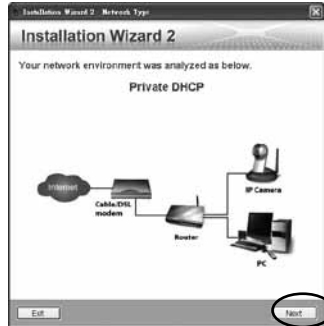 Installation Wizard 2 Network Type
Installation Wizard 2
Your network environment was analyzed as below.
Private DHCP
Internet
IP Camera
Cable/DSL
modem
Router
PC
Exit
Next